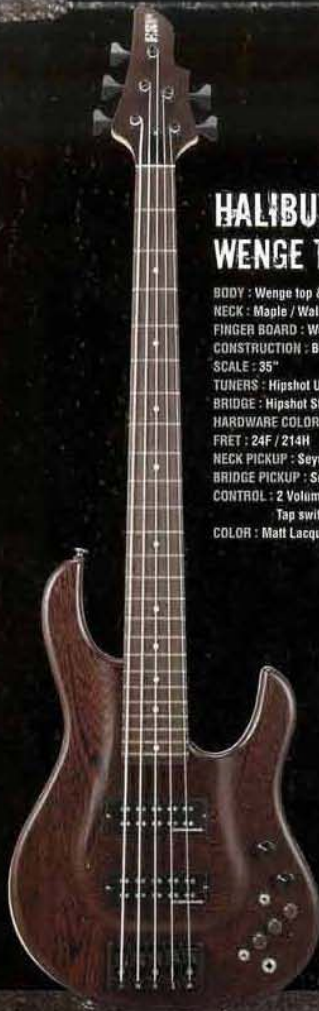 ESP
HALIBU
WENGE T
BODY : Wenge top &
NECK : Maple / Wal
FINGER BOARD : W
CONSTRUCTION : B
SCALE : 35"
TUNERS : Hipshot U
BRIDGE : Hipshot S
HARDWARE COLOR
FRET : 24F / 214H
NECK PICKUP : Sey
BRIDGE PICKUP : S
CONTROL : 2 Volum
Tap swit
COLOR : Matt Lacqu